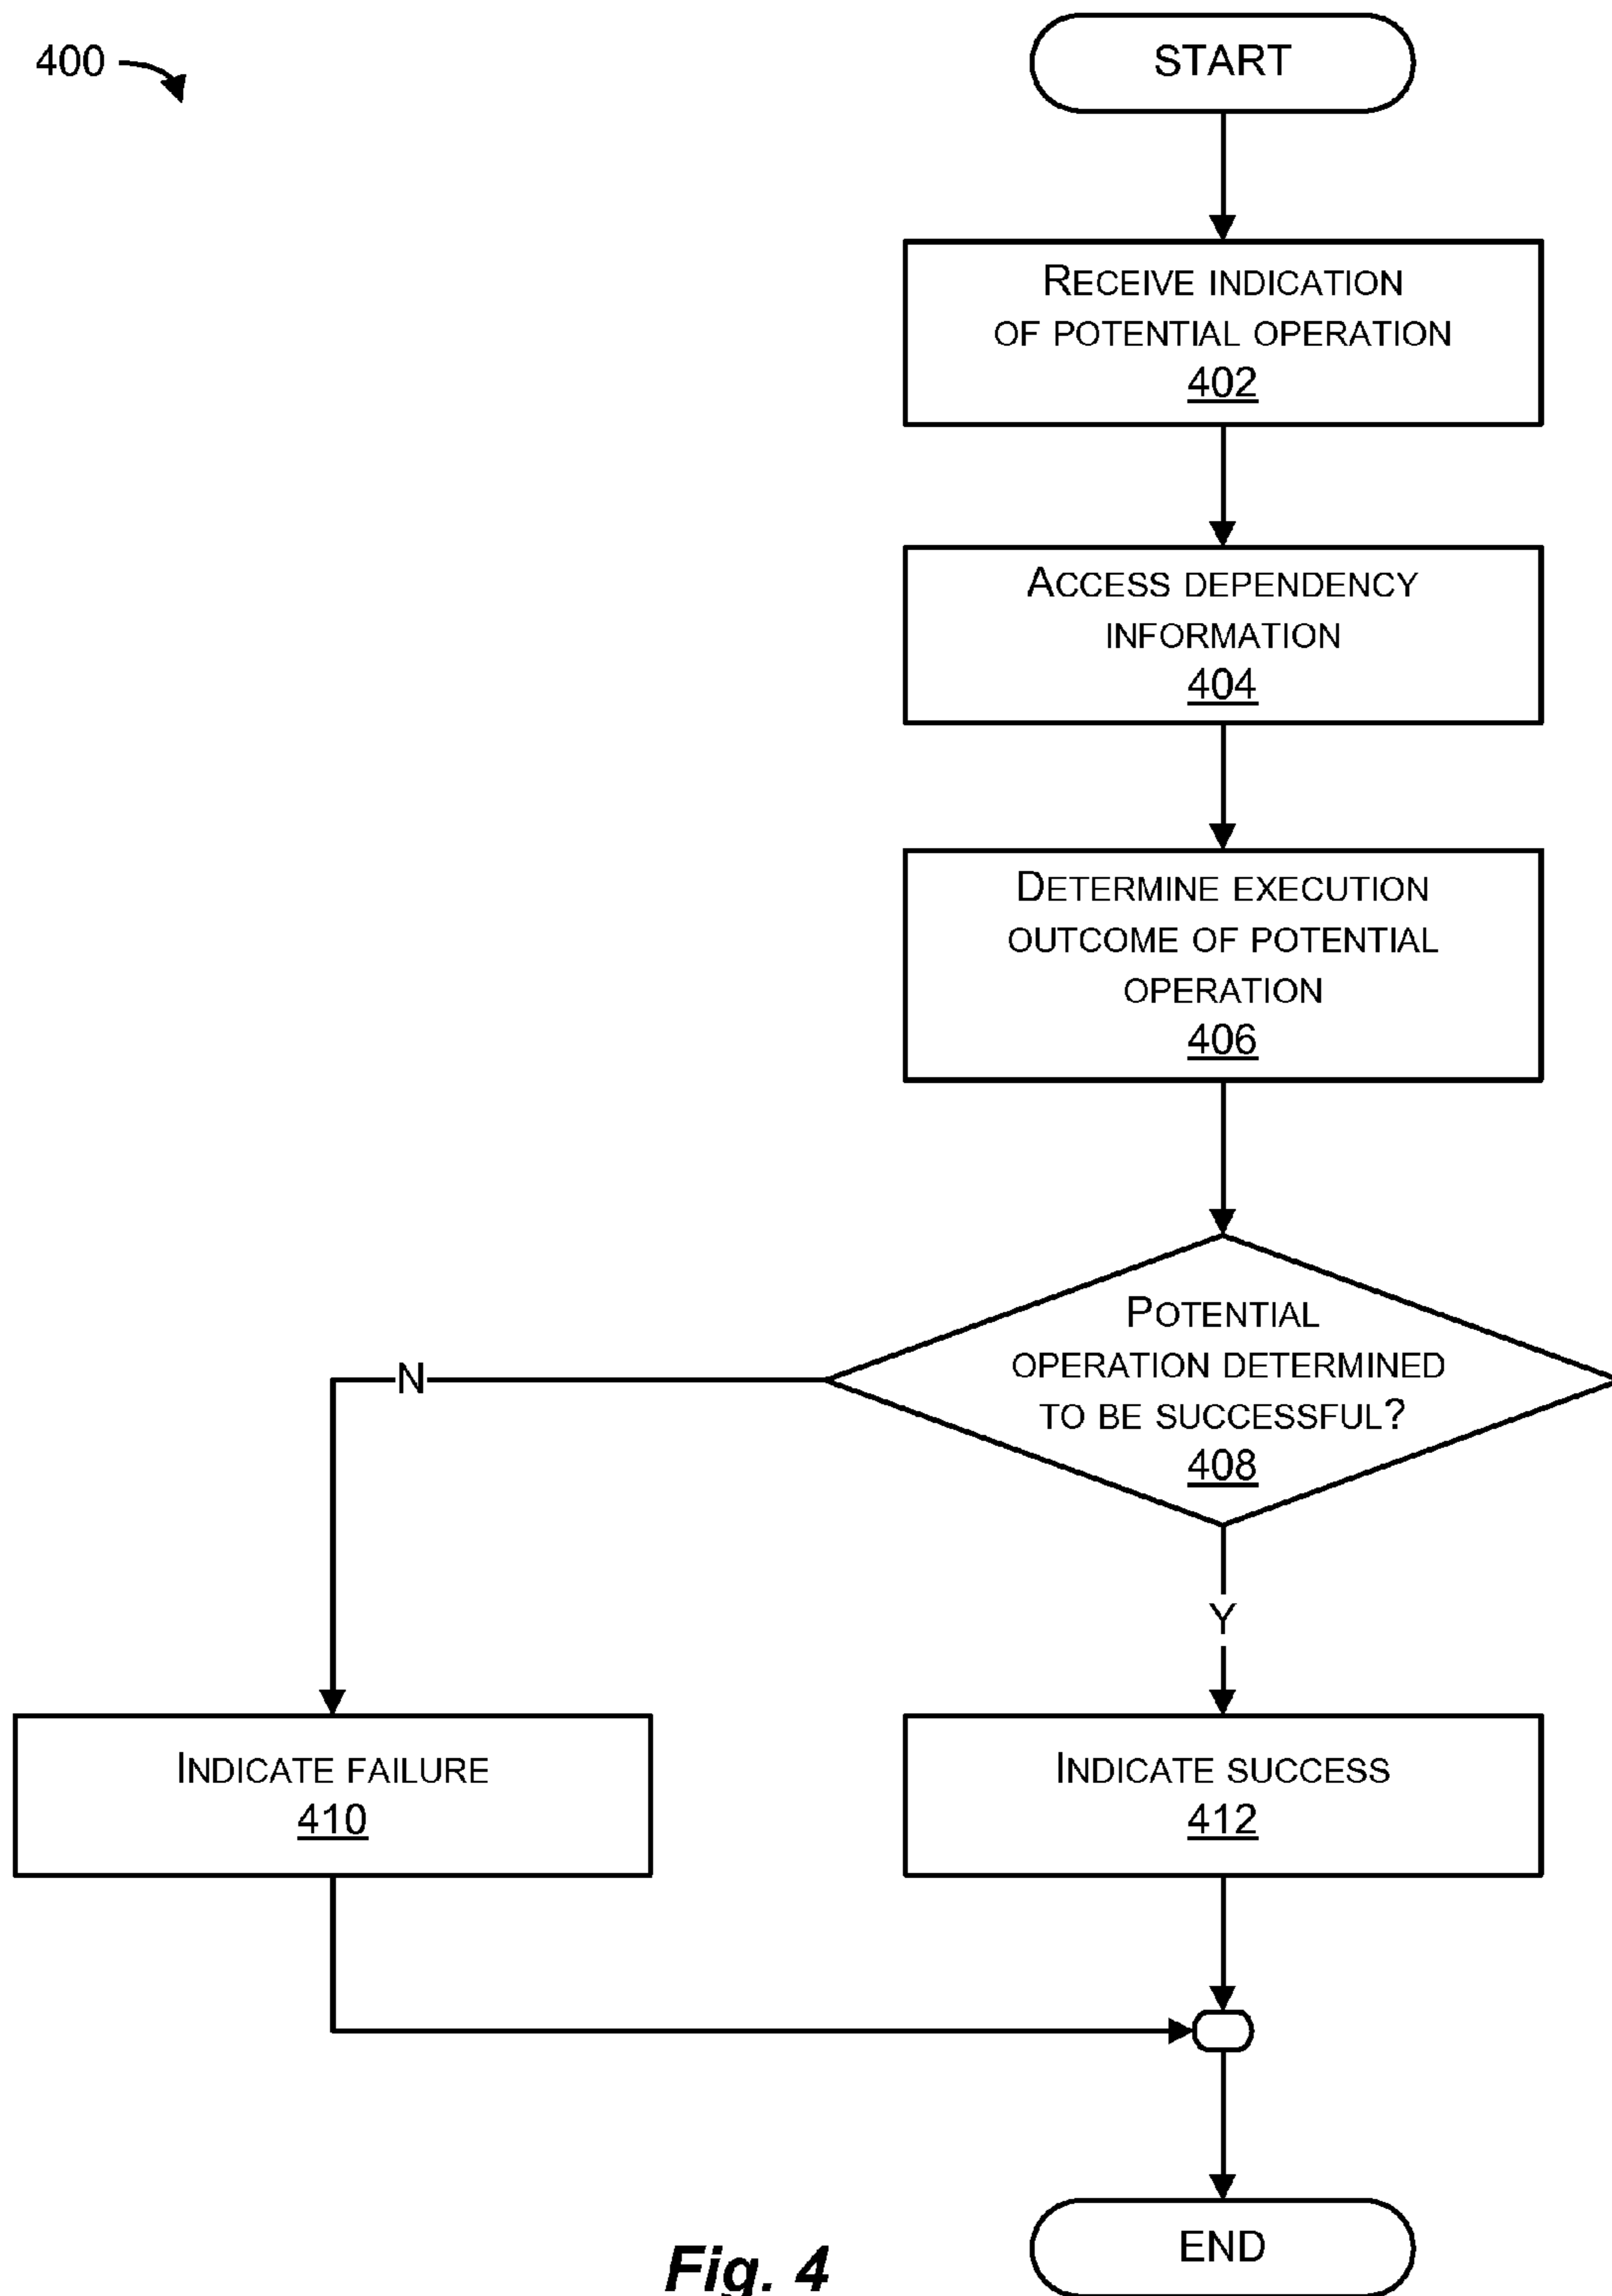 400
START
RECEIVE INDICATION
OF POTENTIAL OPERATION
402
ACCESS DEPENDENCY
INFORMATION
404
DETERMINE EXECUTION
OUTCOME OF POTENTIAL
OPERATION
406
POTENTIAL
OPERATION DETERMINED
TO BE SUCCESSFUL?
408
N
Y
INDICATE FAILURE
410
INDICATE SUCCESS
412
END
Fig. 4